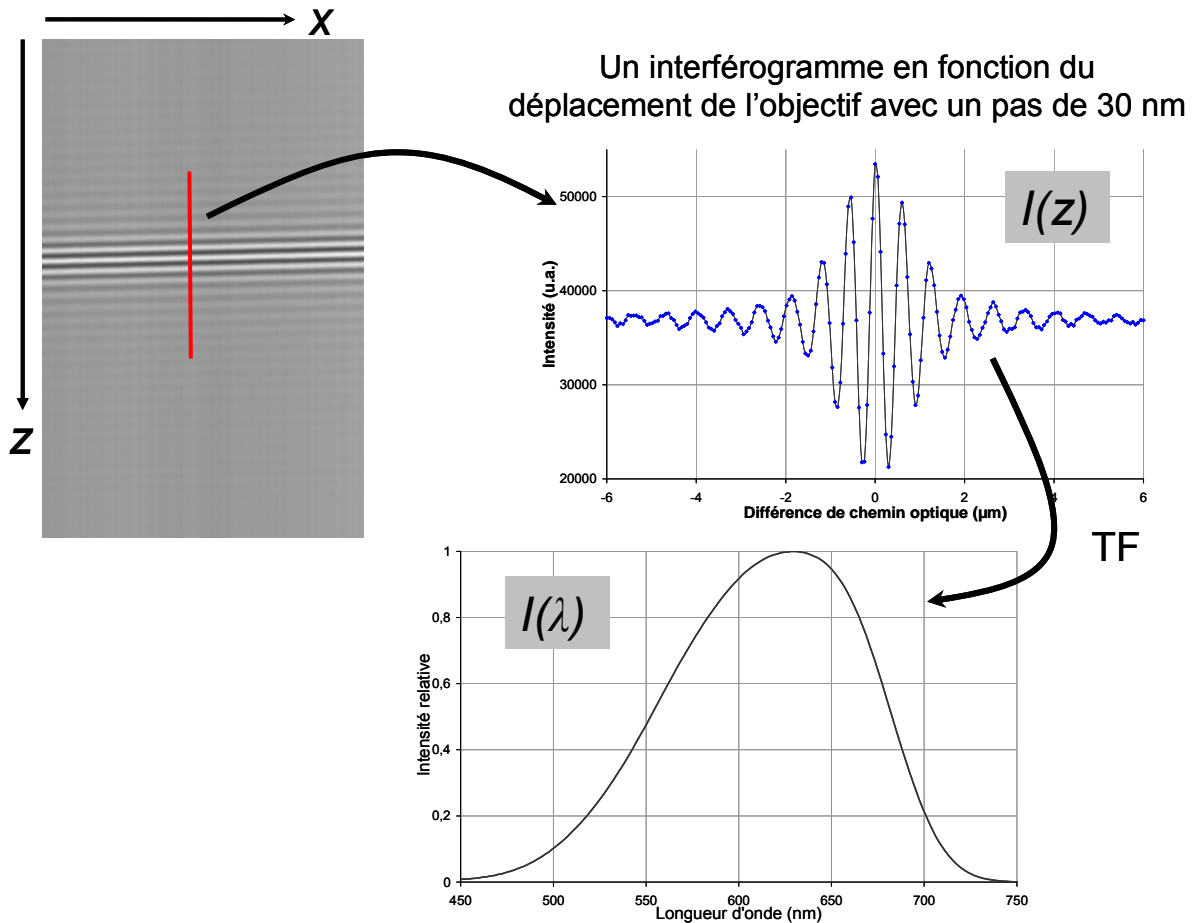 X
Z
Un interférogramme en fonction du
déplacement de l'objectif avec un pas de 30 nm
I(z)
Intensité (u.a.)
50000
40000
30000
20000
-6
-4
-2
0
2
4
6
Différence de chemin optique (µm)
TF
I(λ)
Intensité relative
1
0,8
0,6
0,4
0,2
0
450
500
550
600
650
700
750
Longueur d'onde (nm)